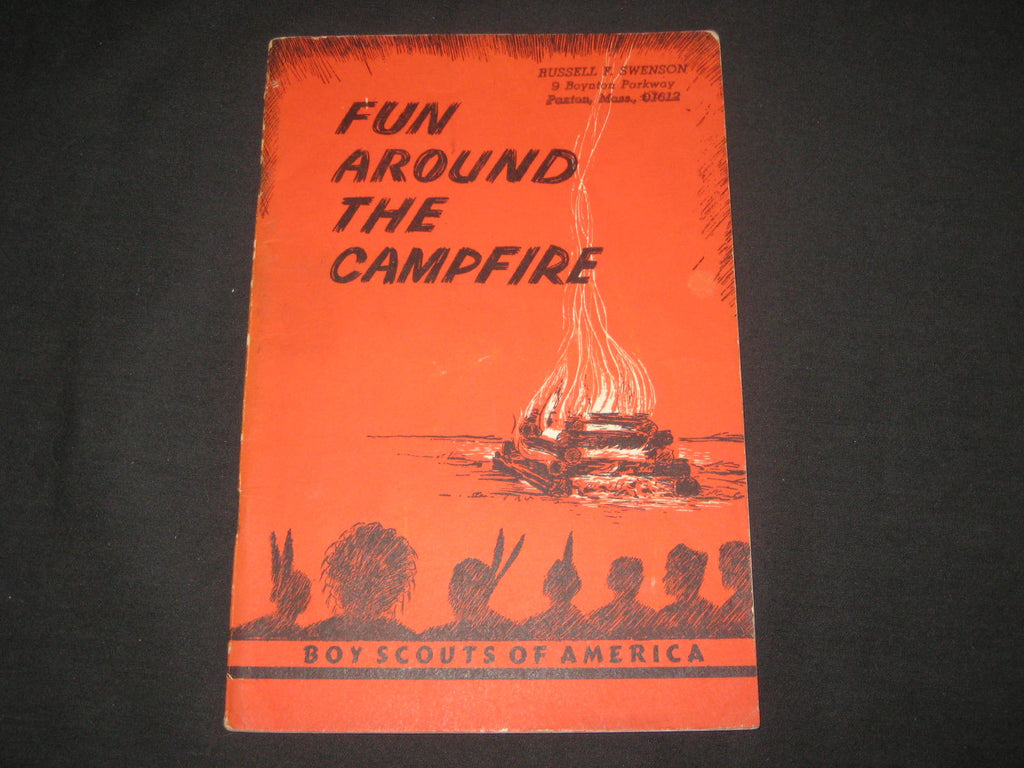 RUSSELL F. SWENSON
9 Boynton Parkway
Paxton, Mass., 01612
FUN
AROUND
THE
CAMPFIRE
BOY SCOUTS OF AMERICA